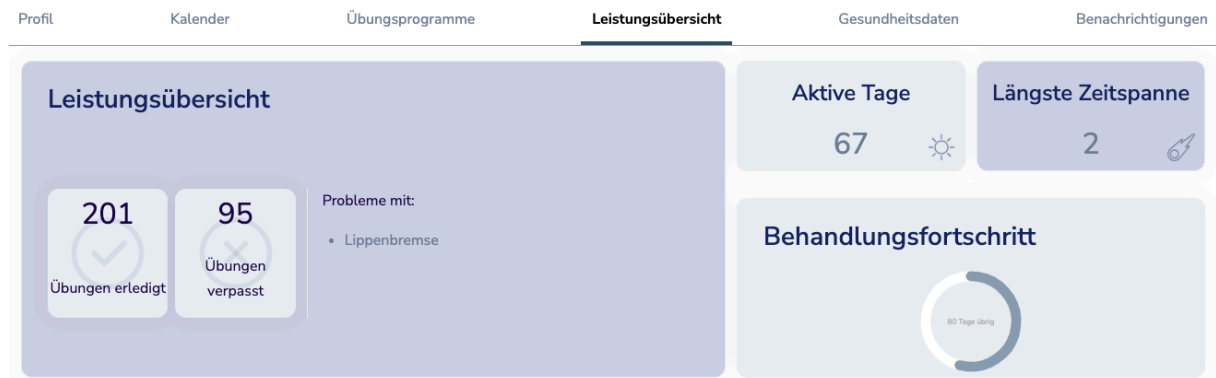 Profil
Kalender
Übungsprogramme
Leistungsübersicht
Gesundheitsdaten
Benachrichtigungen
Leistungsübersicht
201
Übungen erledigt
95
Übungen
verpasst
Probleme mit:
• Lippenbremse
Aktive Tage
67
Längste Zeitspanne
2
Behandlungsfortschritt
80 Tage übrig